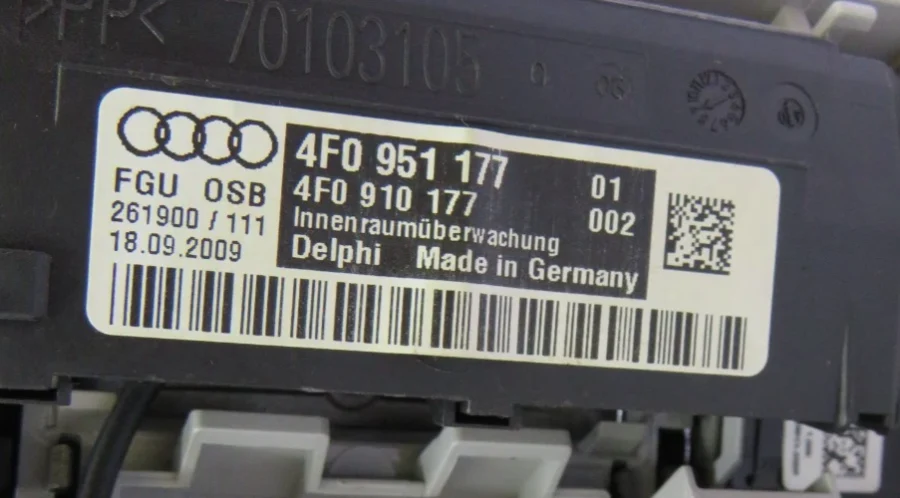 >PP<
70103105
4F0 951 177 01
4F0 910 177 002
Innenraumüberwachung
Delphi Made in Germany
FGU OSB
261900 / 111
18.09.2009